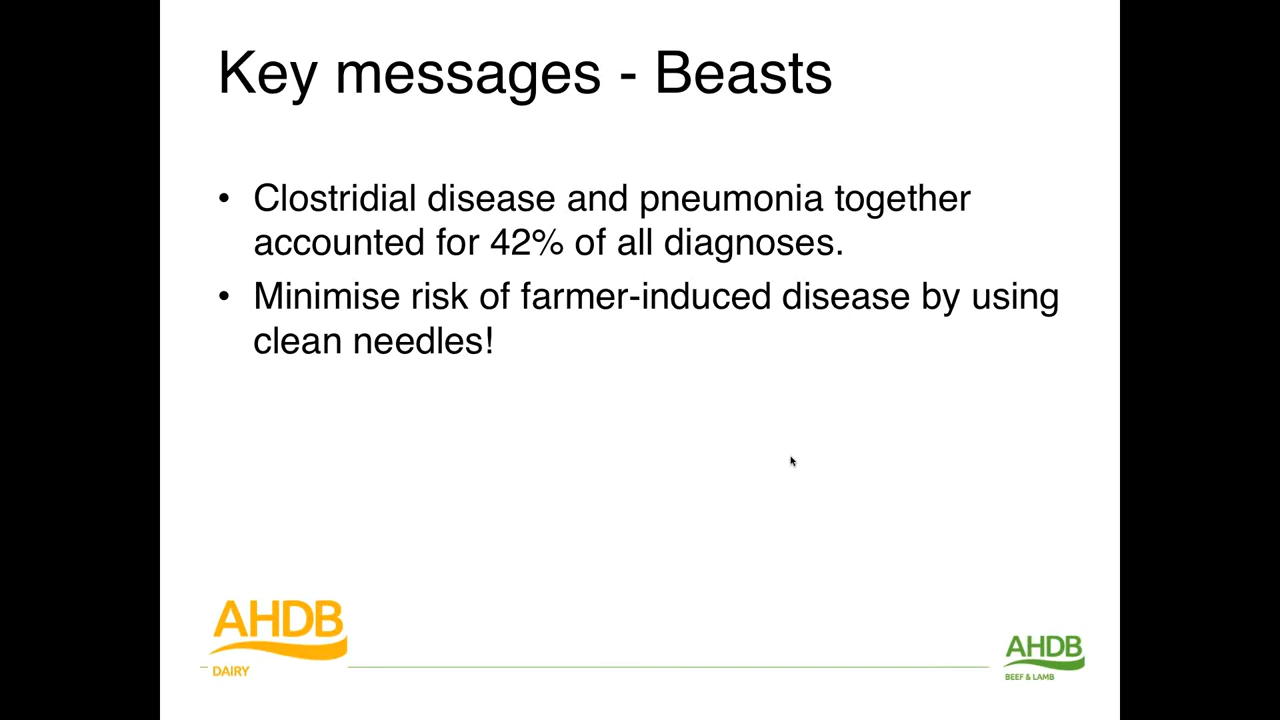 Key messages - Beasts
• Clostridial disease and pneumonia together
accounted for 42% of all diagnoses.
• Minimise risk of farmer-induced disease by using
clean needles!
AHDB
DAIRY
AHDB
BEEF & LAMB